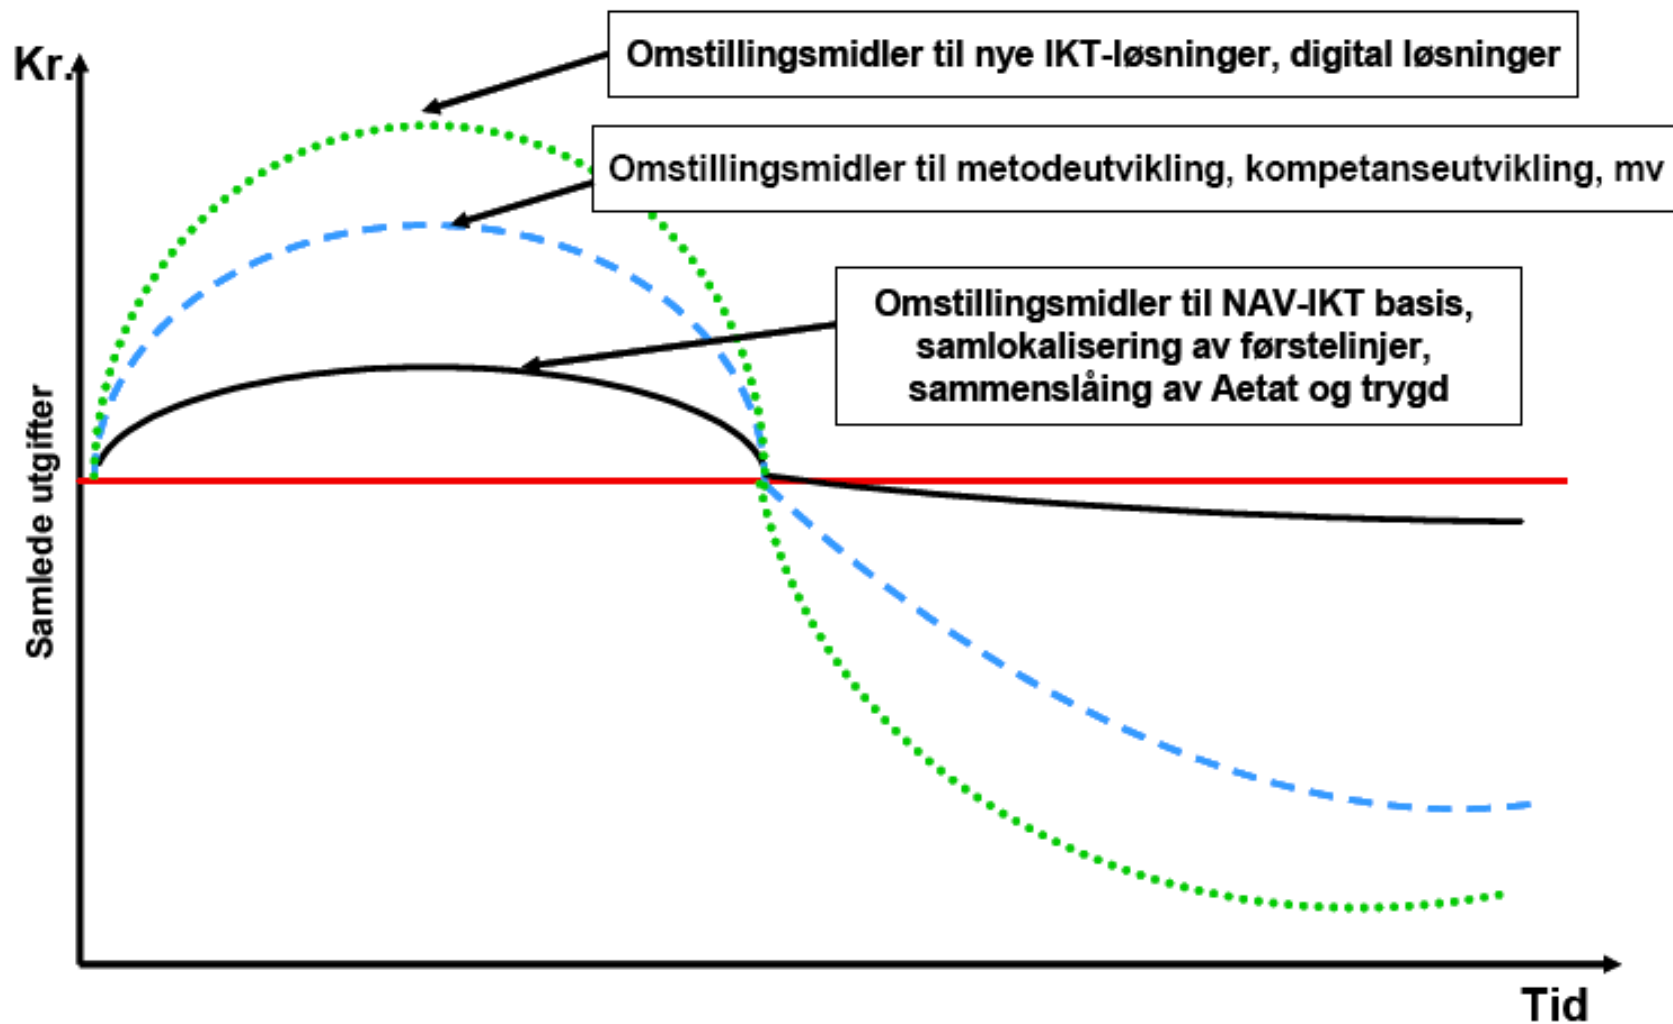 Kr.
Omstillingsmidler til nye IKT-løsninger, digital løsninger
Omstillingsmidler til metodeutvikling, kompetanseutvikling, mv
Omstillingsmidler til NAV-IKT basis,
samlokalisering av førstelinjer,
sammenslåing av Aetat og trygd
Samlede utgifter
Tid